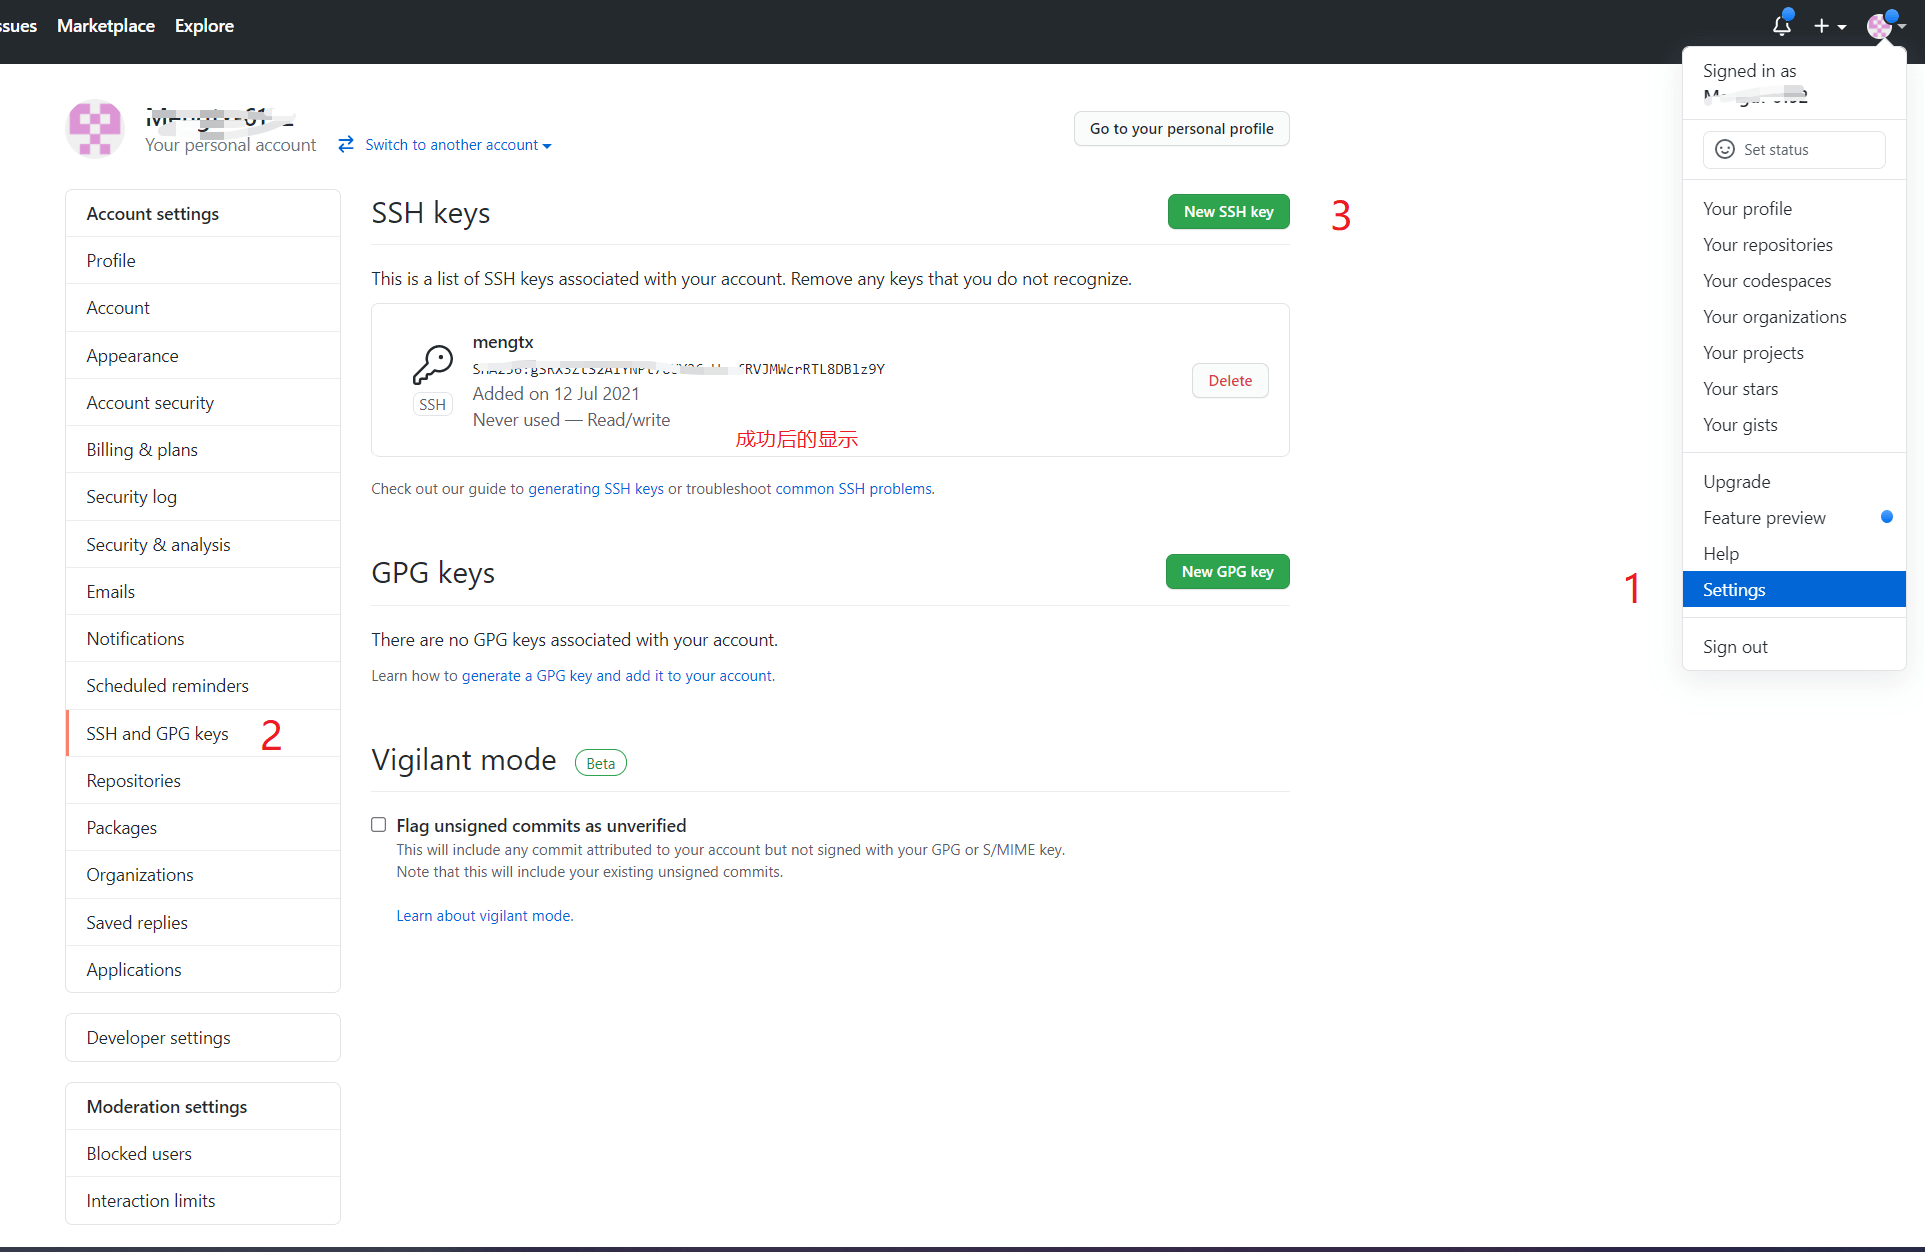 ssues Marketplace Explore
Signed in as
Your personal account
Switch to another account
Go to your personal profile
Set status
Account settings
Profile
Account
Appearance
Account security
Billing & plans
Security log
Security & analysis
Emails
Notifications
Scheduled reminders
SSH and GPG keys
2
Repositories
Packages
Organizations
Saved replies
Applications
Developer settings
Moderation settings
Blocked users
Interaction limits
SSH keys
New SSH key
3
This is a list of SSH keys associated with your account. Remove any keys that you do not recognize.
mengtx
SSH
Added on 12 Jul 2021
Never used — Read/write
Delete
成功后的显示
Check out our guide to generating SSH keys or troubleshoot common SSH problems.
GPG keys
New GPG key
There are no GPG keys associated with your account.
Learn how to generate a GPG key and add it to your account.
Vigilant mode Beta
Flag unsigned commits as unverified
This will include any commit attributed to your account but not signed with your GPG or S/MIME key.
Note that this will include your existing unsigned commits.
Learn about vigilant mode.
Your profile
Your repositories
Your codespaces
Your organizations
Your projects
Your stars
Your gists
Upgrade
Feature preview
Help
1
Settings
Sign out